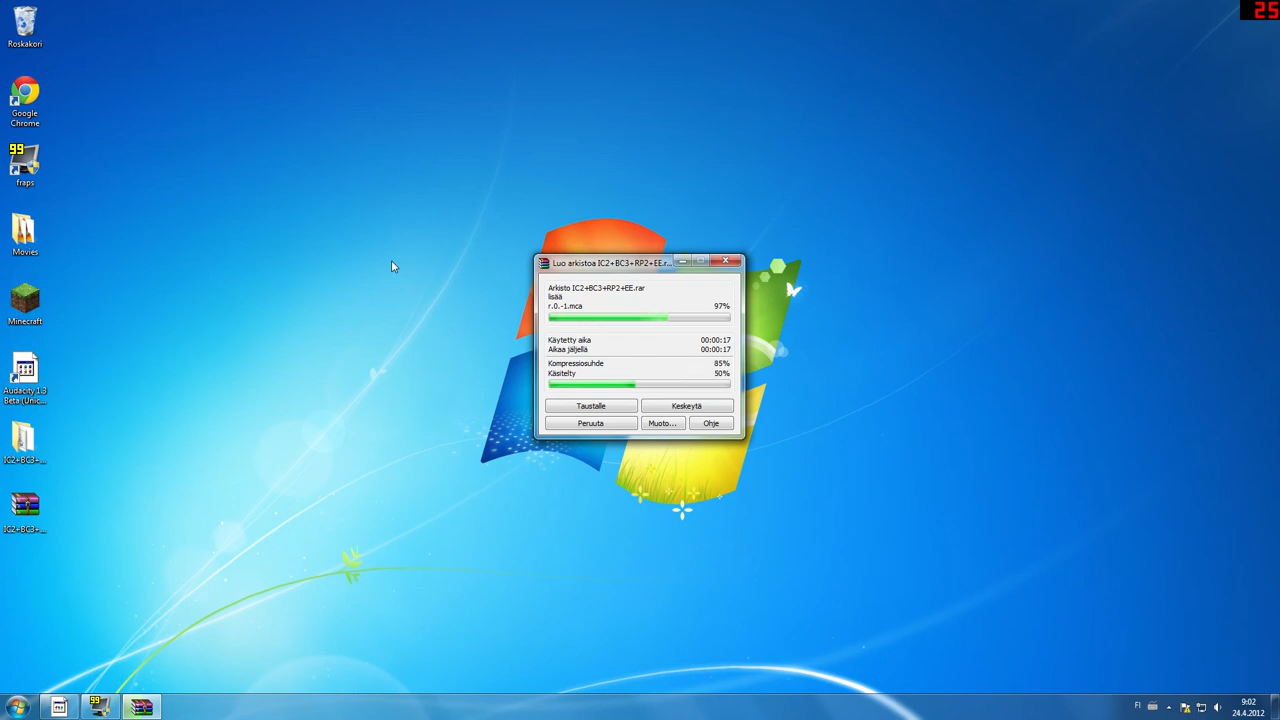 25
Roskakori
Google
Chrome
99
fraps
Movies
Minecraft
Audacity 1.3
Beta (Unic...
IC2+BC3+...
IC2+BC3+...
Luo arkistoa IC2+BC3+RP2+EE.r...
Arkisto IC2+BC3+RP2+EE.rar
lisää
r.0.-1.mca 97%
Käytetty aika 00:00:17
Aikaa jäljellä 00:00:17
Kompressiosuhde 85%
Käsitelty 50%
Taustalle Keskeytä
Peruuta Muoto... Ohje
99
FI
9:02
24.4.2012